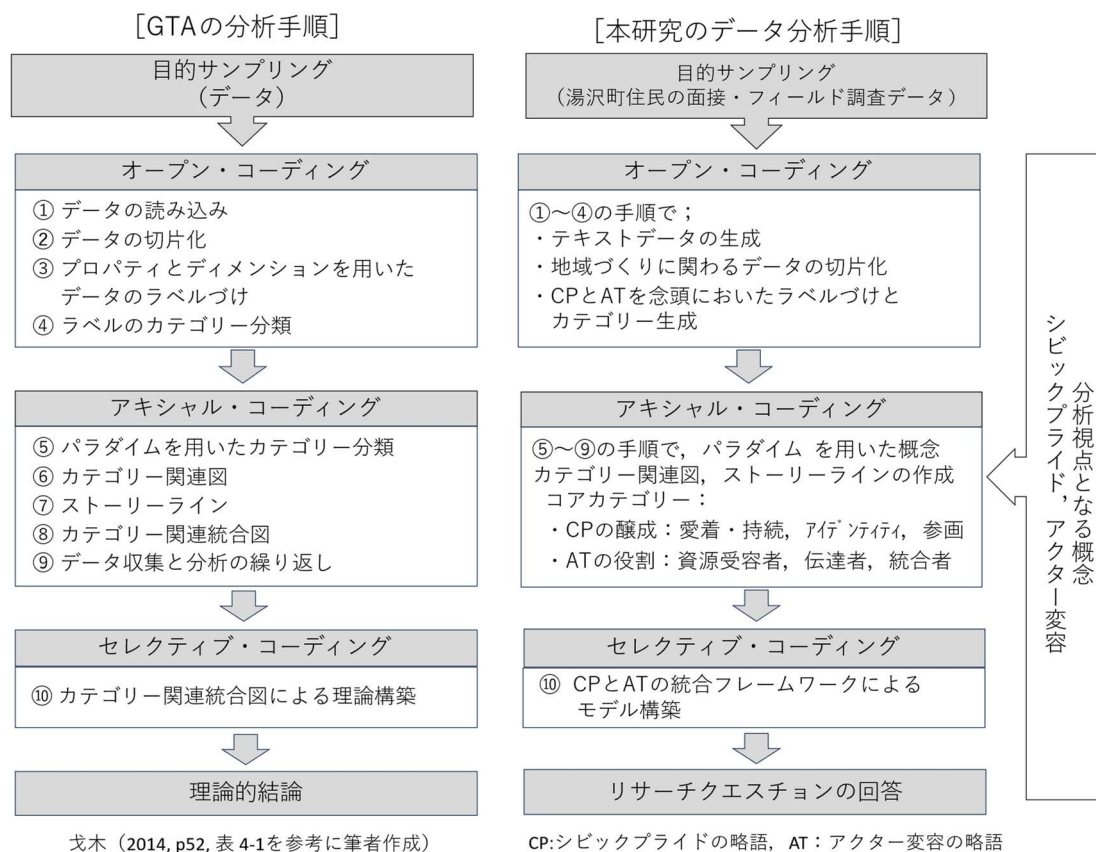 [GTAの分析手順]
目的サンプリング
(データ)
オープン・コーディング
① データの読み込み
② データの切片化
③ プロパティとディメンションを用いた
データのラベルづけ
④ ラベルのカテゴリー分類
アキシャル・コーディング
⑤ パラダイムを用いたカテゴリー分類
⑥ カテゴリー関連図
⑦ ストーリーライン
⑧ カテゴリー関連統合図
⑨ データ収集と分析の繰り返し
セレクティブ・コーディング
⑩ カテゴリー関連統合図による理論構築
理論的結論
戈木（2014, p52, 表 4-1を参考に筆者作成）
[本研究のデータ分析手順]
目的サンプリング
（湯沢町住民の面接・フィールド調査データ）
オープン・コーディング
①～④の手順で；
・テキストデータの生成
・地域づくりに関わるデータの切片化
・CPとATを念頭においたラベルづけと
カテゴリー生成
アキシャル・コーディング
⑤～⑨の手順で，パラダイム を用いた概念
カテゴリー関連図，ストーリーラインの作成
コアカテゴリー：
・CPの醸成：愛着・持続，ｱｲﾃﾞﾝﾃｨﾃｨ，参画
・ATの役割：資源受容者，伝達者，統合者
セレクティブ・コーディング
⑩ CPとATの統合フレームワークによる
モデル構築
リサーチクエスチョンの回答
CP:シビックプライドの略語，AT：アクター変容の略語
分析視点となる概念
シビックプライド，アクター変容